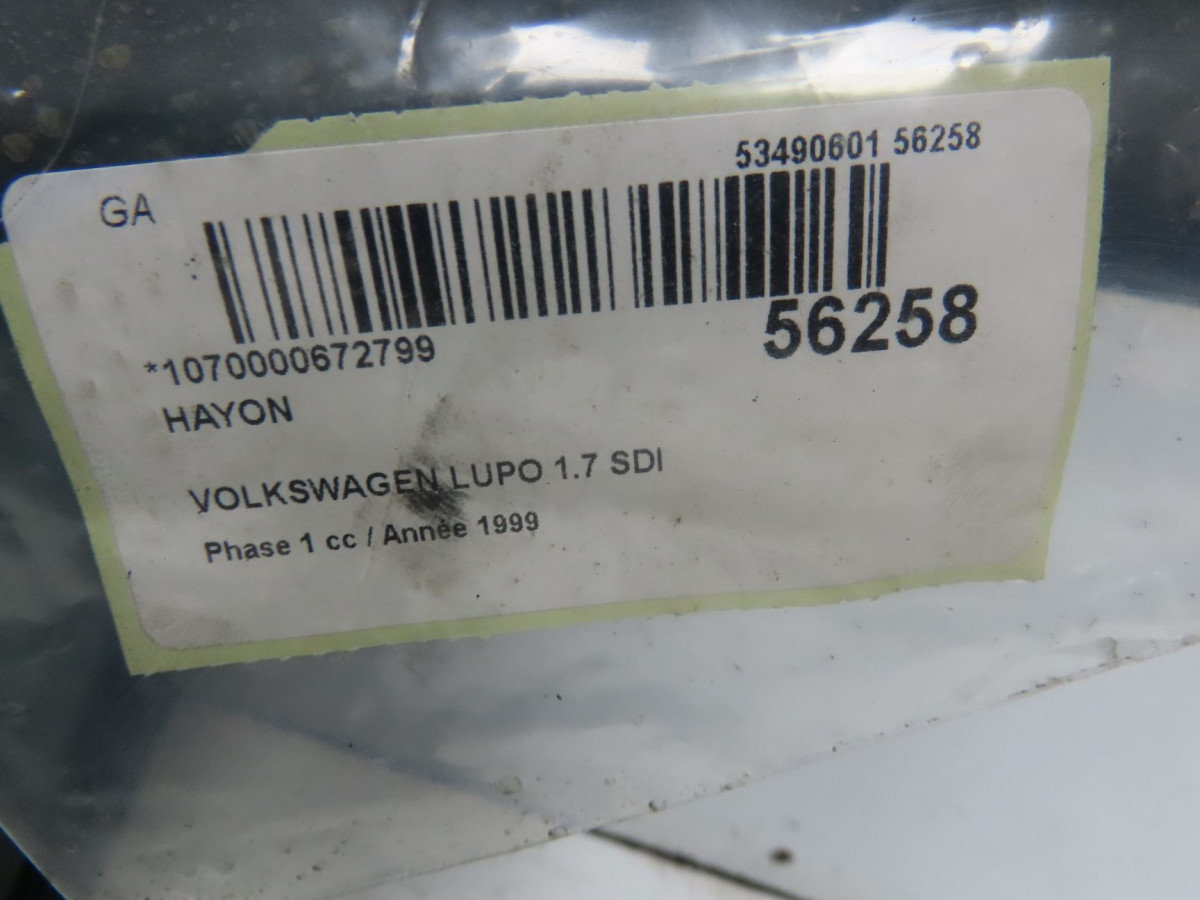 53490601 56258
GA
56258
*1070000672799
HAYON
VOLKSWAGEN LUPO 1.7 SDI
Phase 1 cc / Année 1999